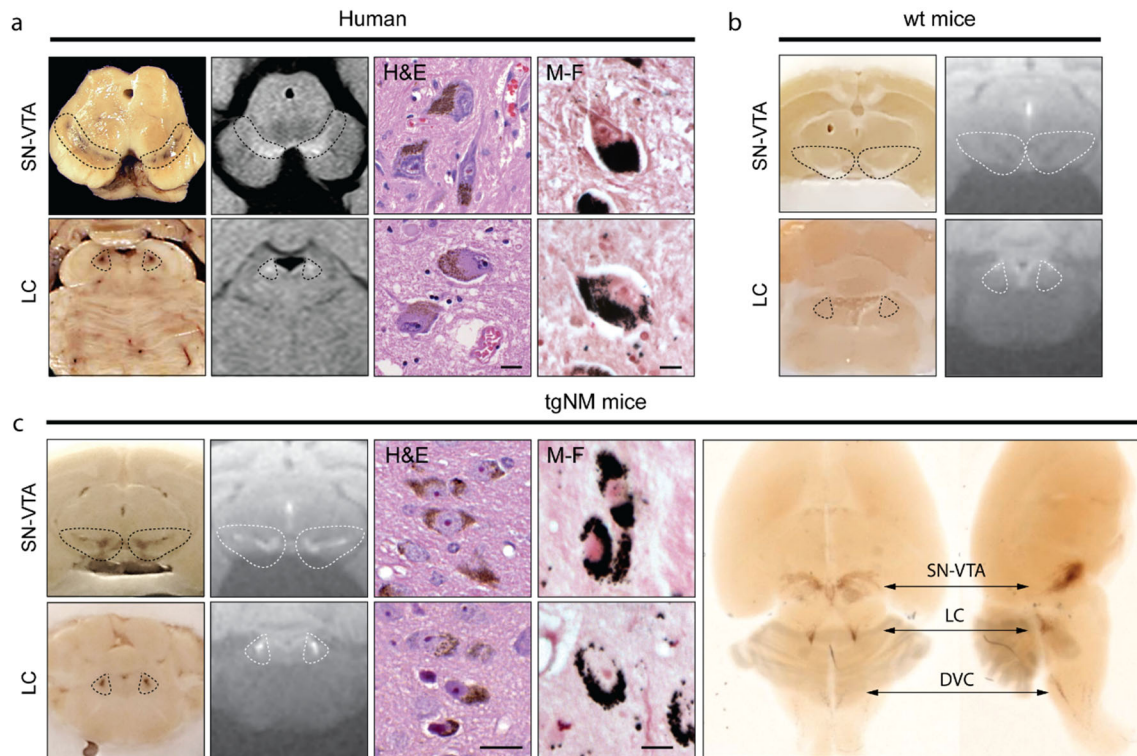 a
Human
b
wt mice
SN-VTA
H&E
M-F
SN-VTA
LC
LC
tgNM mice
c
SN-VTA
H&E
M-F
LC
SN-VTA
LC
DVC